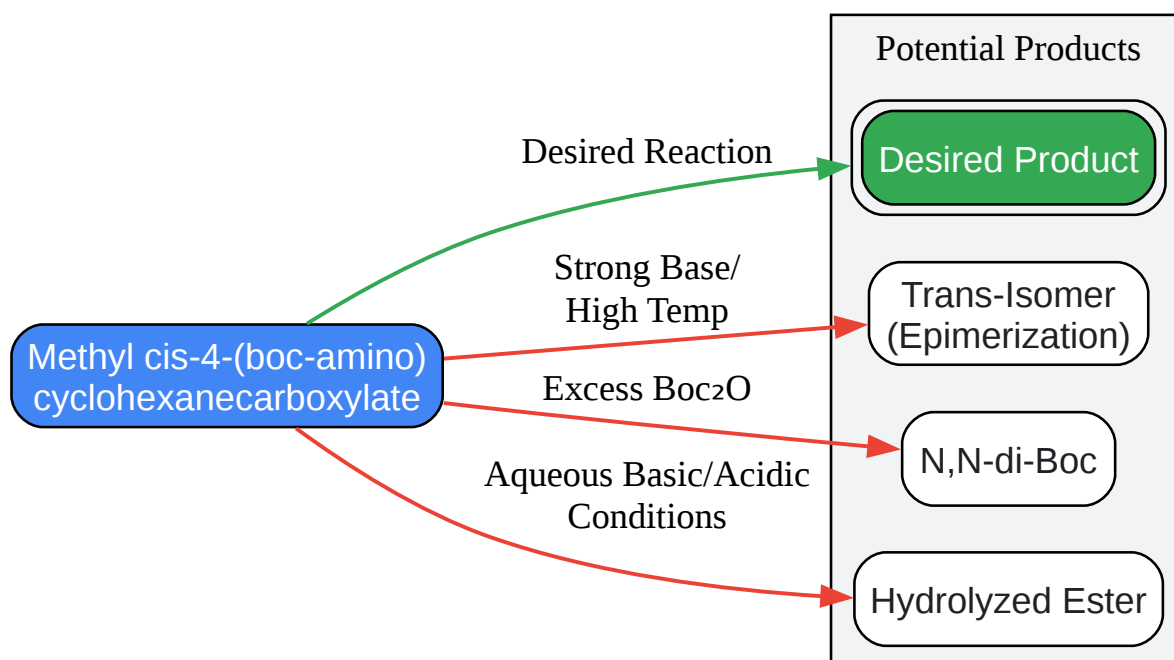 Potential Products
Desired Reaction
Desired Product
Strong Base/
High Temp
Trans-Isomer
(Epimerization)
Methyl cis-4-(boc-amino)
cyclohexanecarboxylate
Excess Boc₂O
N,N-di-Boc
Aqueous Basic/Acidic
Conditions
Hydrolyzed Ester